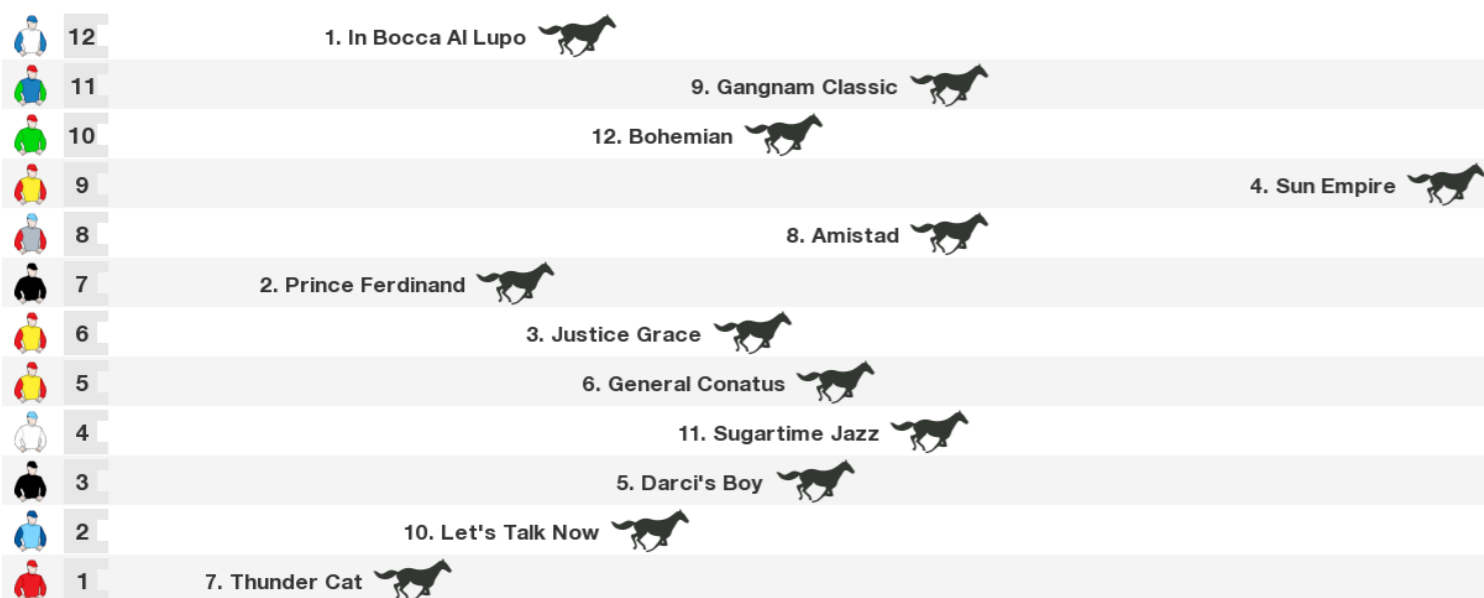 12 1. In Bocca Al Lupo
11 9. Gangnam Classic
10 12. Bohemian
9 4. Sun Empire
8 8. Amistad
7 2. Prince Ferdinand
6 3. Justice Grace
5 6. General Conatus
4 11. Sugartime Jazz
3 5. Darci's Boy
2 10. Let's Talk Now
1 7. Thunder Cat